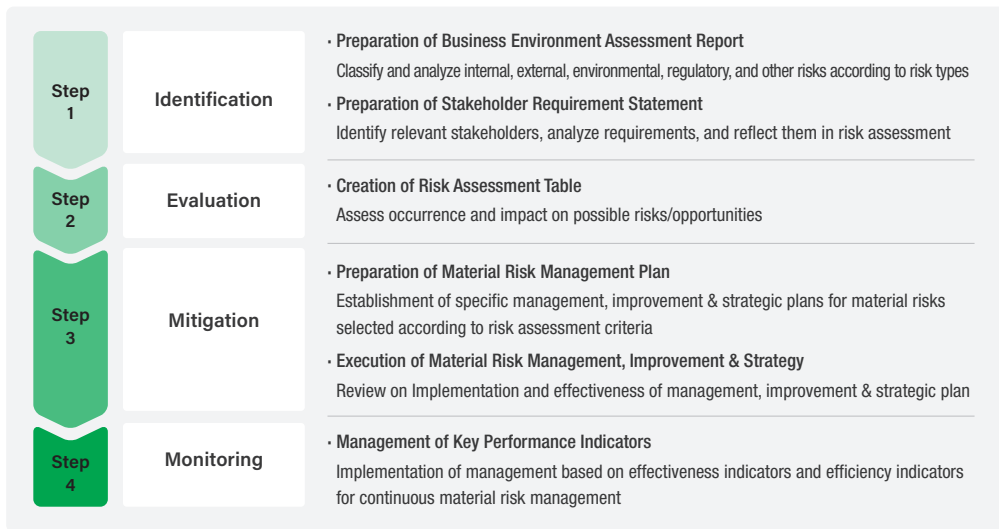 Step
1
Identification
· Preparation of Business Environment Assessment Report
Classify and analyze internal, external, environmental, regulatory, and other risks according to risk types
· Preparation of Stakeholder Requirement Statement
Identify relevant stakeholders, analyze requirements, and reflect them in risk assessment
Step
2
Evaluation
· Creation of Risk Assessment Table
Assess occurrence and impact on possible risks/opportunities
Step
3
Mitigation
· Preparation of Material Risk Management Plan
Establishment of specific management, improvement & strategic plans for material risks
selected according to risk assessment criteria
· Execution of Material Risk Management, Improvement & Strategy
Review on Implementation and effectiveness of management, improvement & strategic plan
Step
4
Monitoring
· Management of Key Performance Indicators
Implementation of management based on effectiveness indicators and efficiency indicators
for continuous material risk management